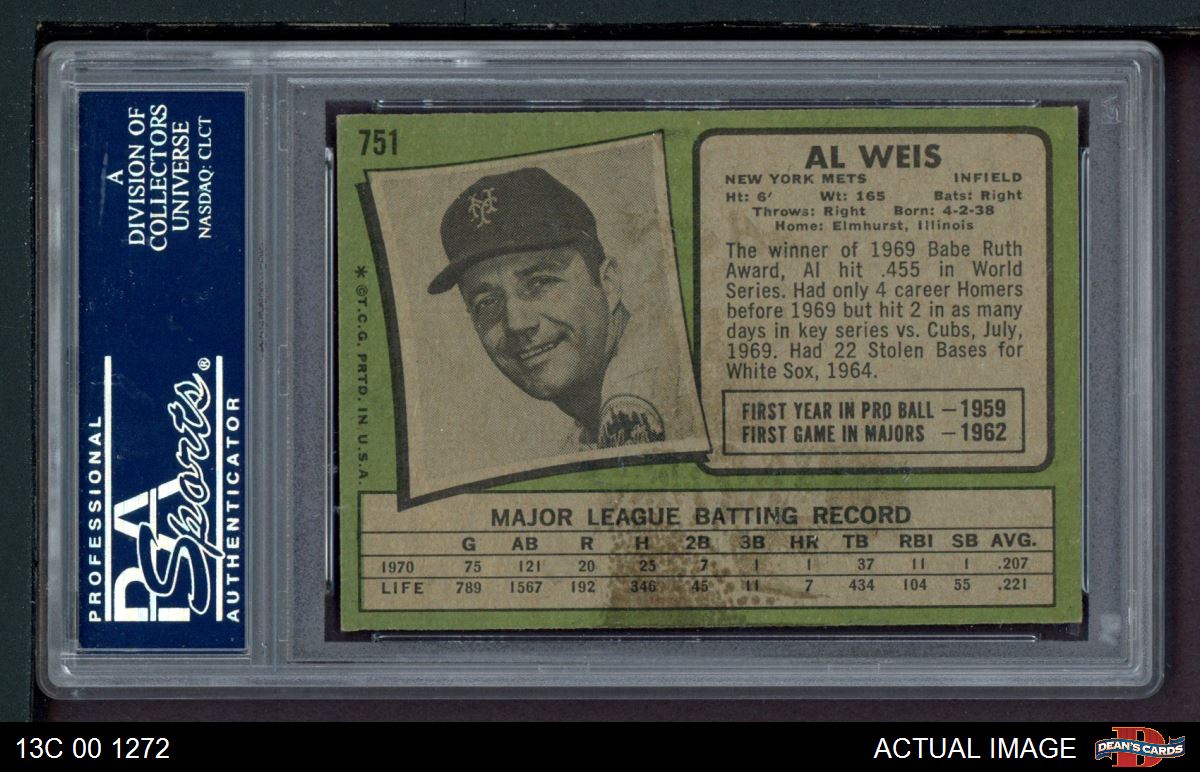 A
DIVISION OF
COLLECTORS
UNIVERSE
NASDAQ: CLCT
PROFESSIONAL
PSA
Sports®
AUTHENTICATOR
751
NY
* © T.C.G. PRTD. IN U.S.A.
AL WEIS
NEW YORK METS INFIELD
Ht: 6' Wt: 165 Bats: Right
Throws: Right Born: 4-2-38
Home: Elmhurst, Illinois
The winner of 1969 Babe Ruth
Award, Al hit .455 in World
Series. Had only 4 career Homers
before 1969 but hit 2 in as many
days in key series vs. Cubs, July,
1969. Had 22 Stolen Bases for
White Sox, 1964.
FIRST YEAR IN PRO BALL — 1959
FIRST GAME IN MAJORS — 1962
MAJOR LEAGUE BATTING RECORD
G AB R H 2B 3B HR TB RBI SB AVG.
1970 75 121 20 25 7 1 1 37 11 1 .207
LIFE 789 1567 192 346 45 11 7 434 104 55 .221
13C 00 1272
ACTUAL IMAGE
DEAN'S CARDS